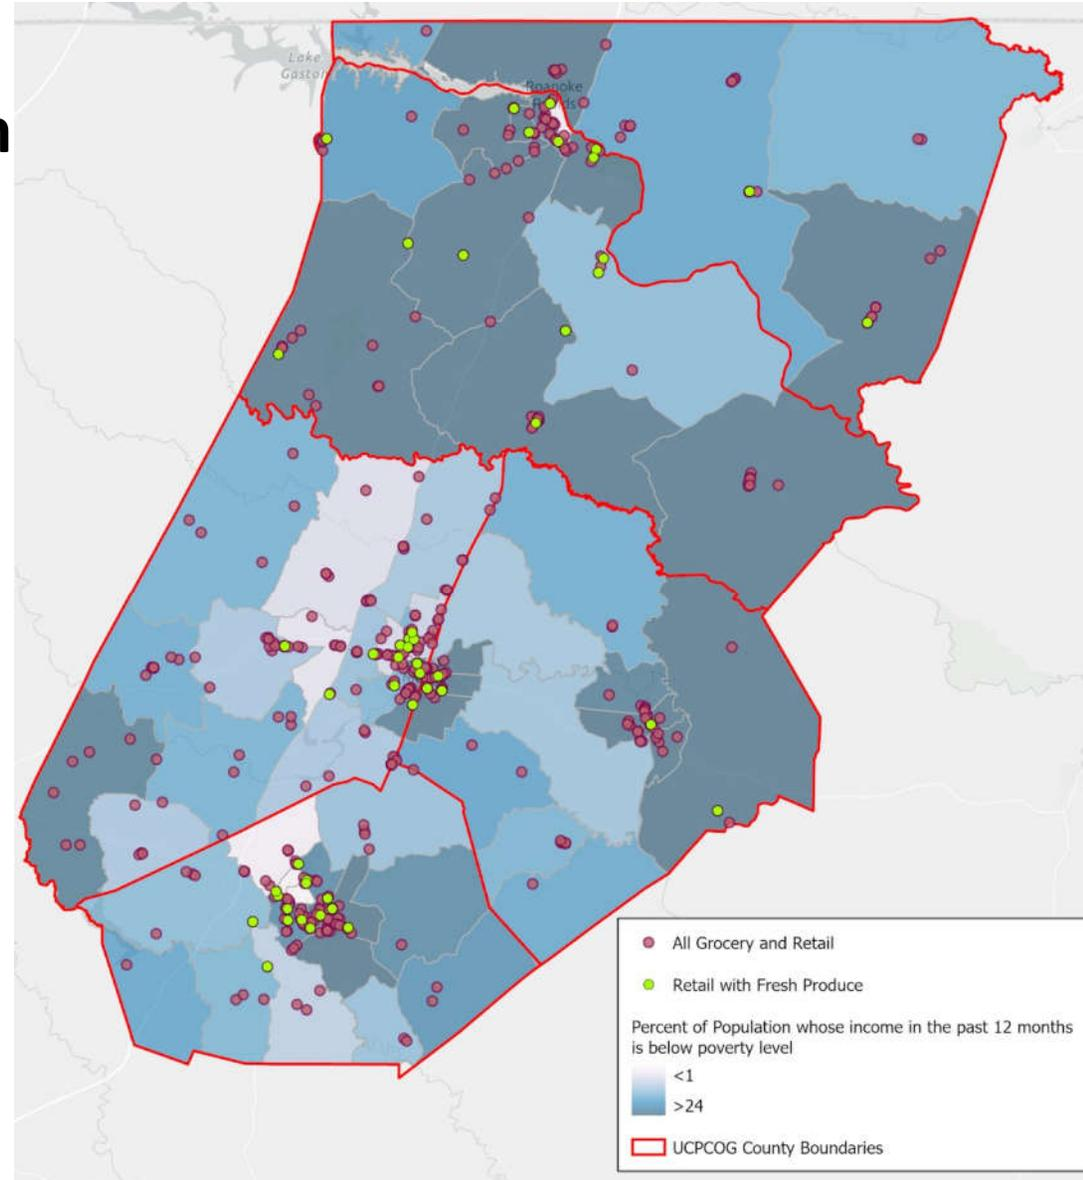 n
Lake
Gaston
Roanoke
Rapids
All Grocery and Retail
Retail with Fresh Produce
Percent of Population whose income in the past 12 months
is below poverty level
<1
>24
UCPCOG County Boundaries